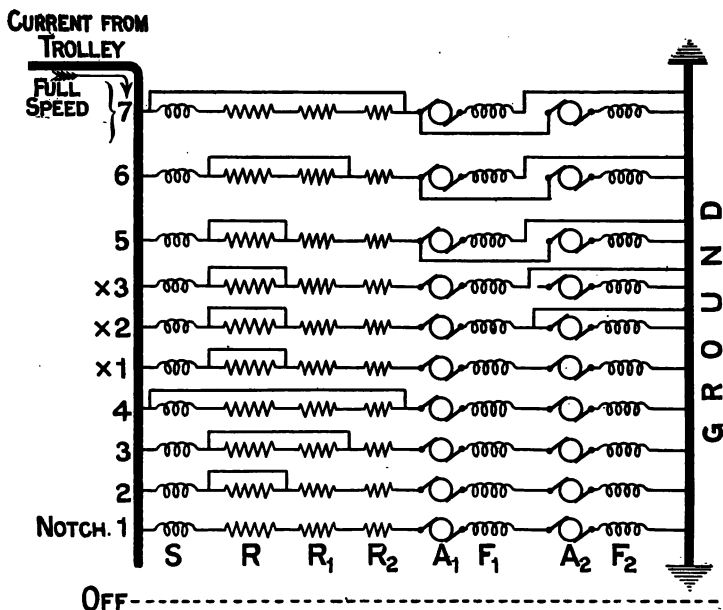 CURRENT FROM
TROLLEY
FULL
SPEED
7
6
5
×3
×2
×1
4
3
2
NOTCH. 1
S R R1 R2 A1 F1 A2 F2
OFF
GROUND